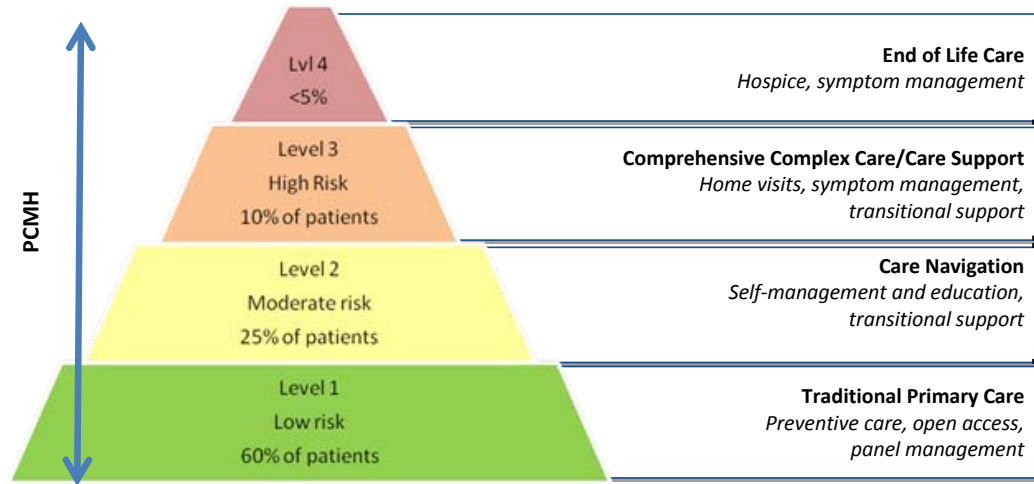 PCMH
Lvl 4
<5%
End of Life Care
Hospice, symptom management
Level 3
High Risk
10% of patients
Comprehensive Complex Care/Care Support
Home visits, symptom management,
transitional support
Level 2
Moderate risk
25% of patients
Care Navigation
Self-management and education,
transitional support
Level 1
Low risk
60% of patients
Traditional Primary Care
Preventive care, open access,
panel management